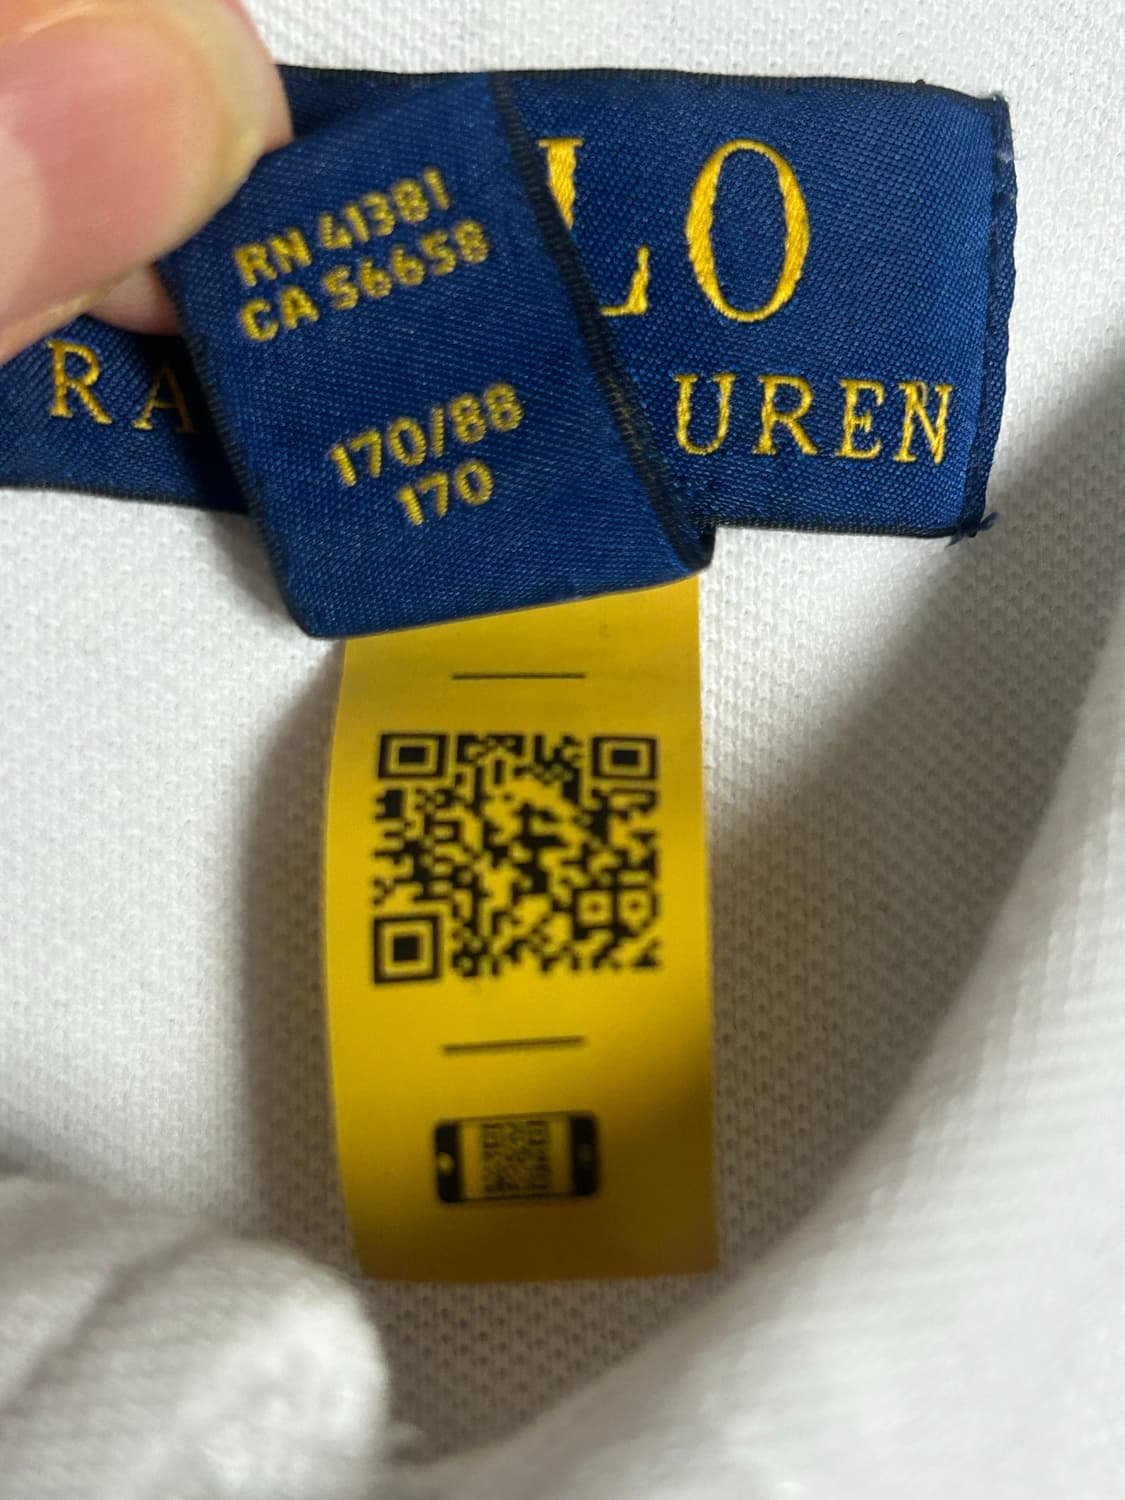 LO
RA UREN
RN 41381
CA 56658
170/88
170